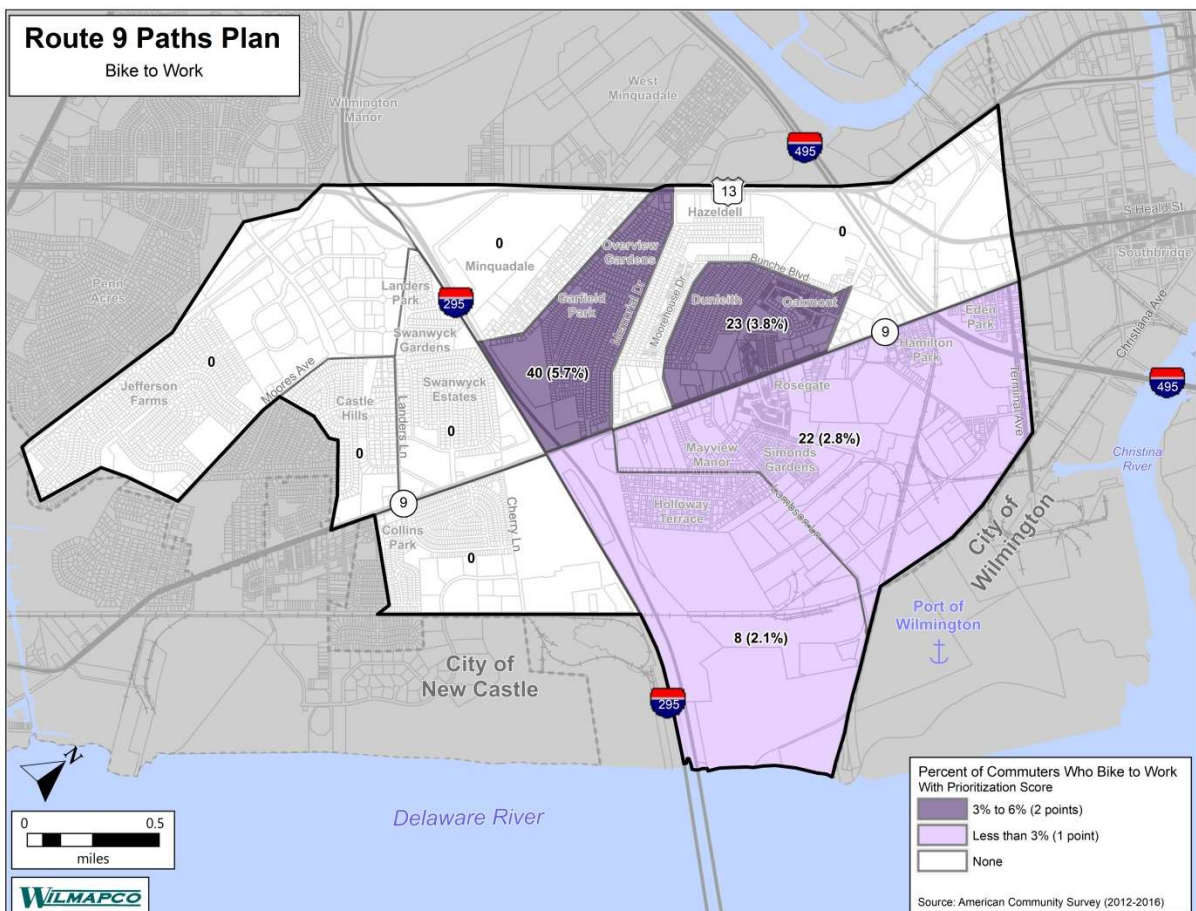 Route 9 Paths Plan
Bike to Work
Wilmington
Manor
West
Minquadale
495
13
S Heald St.
Southbridge
Hazeldell
0
0
Overview
Gardens
Minquadale
Penn
Acres
Landers
Park
295
Bunche Blvd
Garfield
Park
Memorial Dr
Moorehouse Dr
Dunleith
Oakmont
Christiana Ave
Eden
Park
Swanwyck
Gardens
23 (3.8%)
9
Hamilton
Park
0
Moores Ave
Jefferson
Farms
40 (5.7%)
Swanwyck
Estates
Rosegate
Terminal Ave
495
Castle
Hills
Landers Ln
0
22 (2.8%)
0
Mayview
Manor
Simonds
Gardens
Christina
River
9
Holloway
Terrace
Lambson Ln
Collins
Park
Cherry Ln
City of
Wilmington
0
Port of
Wilmington
8 (2.1%)
City of
New Castle
295
N
0 0.5
miles
Delaware River
WILMAPCO
Percent of Commuters Who Bike to Work
With Prioritization Score
3% to 6% (2 points)
Less than 3% (1 point)
None
Source: American Community Survey (2012-2016)